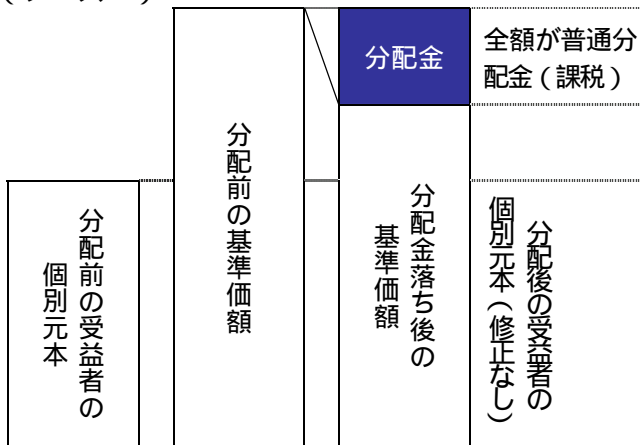 分配金
全額が普通分
配金(課税)
分配前の受益者の
個別元本
分配前の基準価額
分配金落ち後の
基準価額
分配後の受益者の
個別元本(修正なし)